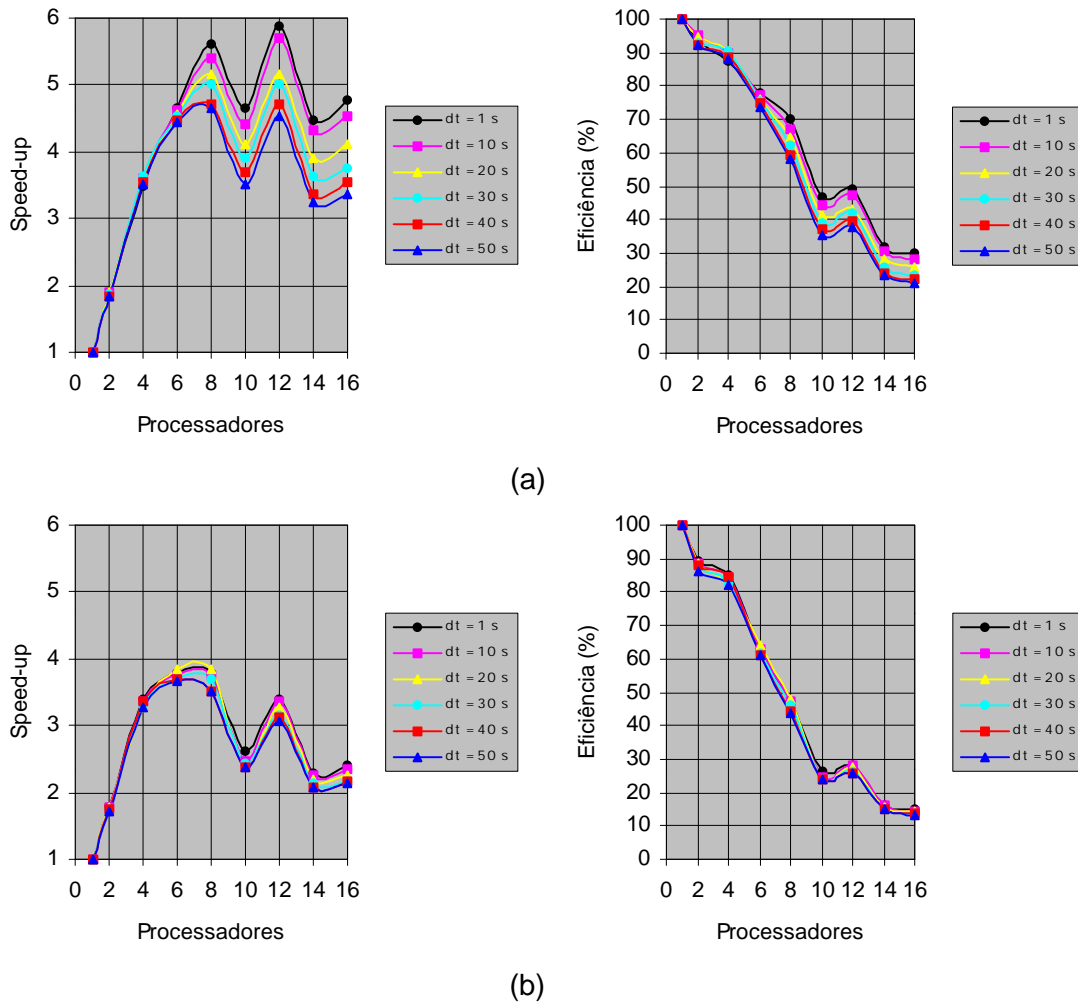 6
5
4
3
2
1
Speed-up
0 2 4 6 8 10 12 14 16
Processadores
dt = 1 s
dt = 10 s
dt = 20 s
dt = 30 s
dt = 40 s
dt = 50 s
100
90
80
70
60
50
40
30
20
10
0
Eficiência (%)
0 2 4 6 8 10 12 14 16
Processadores
dt = 1 s
dt = 10 s
dt = 20 s
dt = 30 s
dt = 40 s
dt = 50 s
(a)
6
5
4
3
2
1
Speed-up
0 2 4 6 8 10 12 14 16
Processadores
dt = 1 s
dt = 10 s
dt = 20 s
dt = 30 s
dt = 40 s
dt = 50 s
100
90
80
70
60
50
40
30
20
10
0
Eficiência (%)
0 2 4 6 8 10 12 14 16
Processadores
dt = 1 s
dt = 10 s
dt = 20 s
dt = 30 s
dt = 40 s
dt = 50 s
(b)